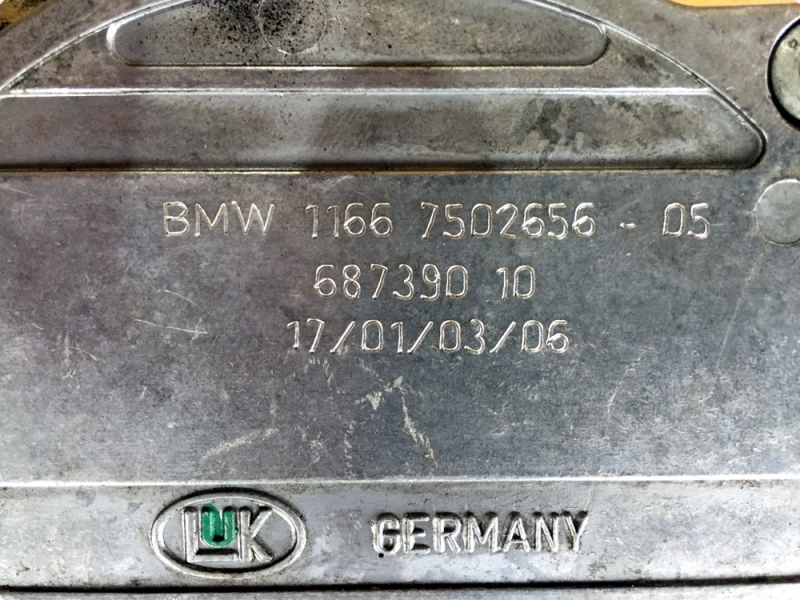 BMW 1166 7502656 - 05
687390 10
17/01/03/06
LUK GERMANY